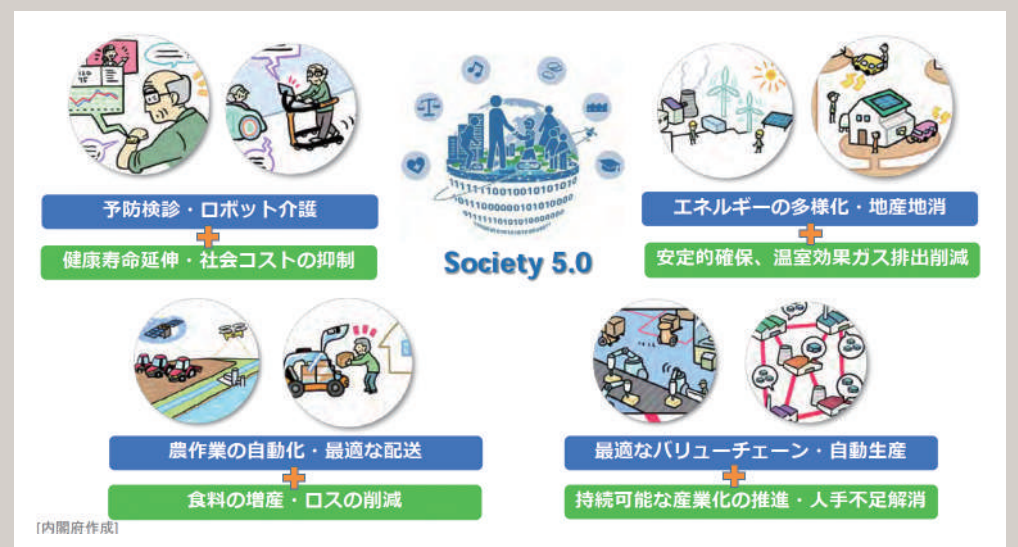 予防検診・ロボット介護
健康寿命延伸・社会コストの抑制
1111110010010101010
1011100000101010000
0111111010101000000
Society 5.0
エネルギーの多様化・地産地消
安定的確保、温室効果ガス排出削減
農作業の自動化・最適な配送
食料の増産・ロスの削減
最適なバリューチェーン・自動生産
持続可能な産業化の推進・人手不足解消
[内閣府作成]